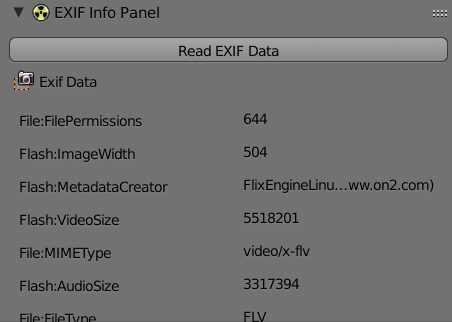 EXIF Info Panel
Read EXIF Data
Exif Data
File:FilePermissions 644
Flash:ImageWidth 504
Flash:MetadataCreator FlixEngineLinu...ww.on2.com)
Flash:VideoSize 5518201
File:MIMEType video/x-flv
Flash:AudioSize 3317394
File:FileType FLV